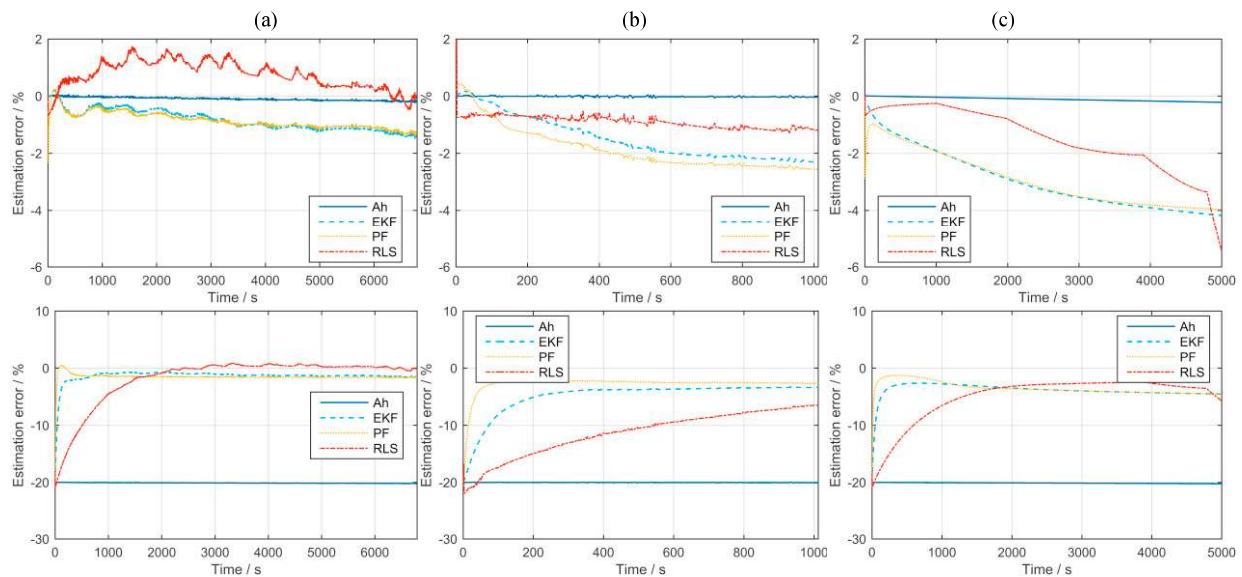 (a)
(b)
(c)
2
0
-2
-4
-6
Estimation error / %
Ah
EKF
PF
RLS
0 1000 2000 3000 4000 5000 6000
Time / s
2
0
-2
-4
-6
Estimation error / %
Ah
EKF
PF
RLS
0 200 400 600 800 1000
Time / s
2
0
-2
-4
-6
Estimation error / %
Ah
EKF
PF
RLS
0 1000 2000 3000 4000 5000
Time / s
10
0
-10
-20
-30
Estimation error / %
Ah
EKF
PF
RLS
0 1000 2000 3000 4000 5000 6000
Time / s
10
0
-10
-20
-30
Estimation error / %
Ah
EKF
PF
RLS
0 200 400 600 800 1000
Time / s
10
0
-10
-20
-30
Estimation error / %
Ah
EKF
PF
RLS
0 1000 2000 3000 4000 5000
Time / s